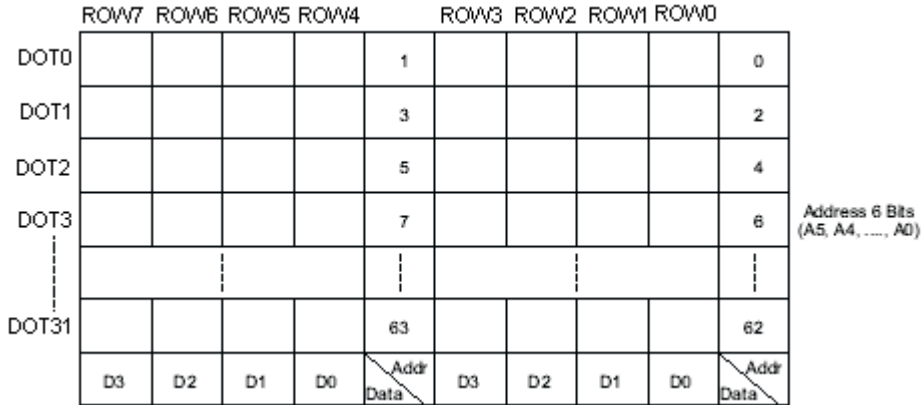 ROW7 ROW6 ROW5 ROW4 ROW3 ROW2 ROW1 ROW0
DOT0 1 0
DOT1 3 2
DOT2 5 4
DOT3 7 6 Address 6 Bits
(A5, A4, ...., A0)
DOT31 63 62
D3 D2 D1 D0 Addr Data D3 D2 D1 D0 Addr Data